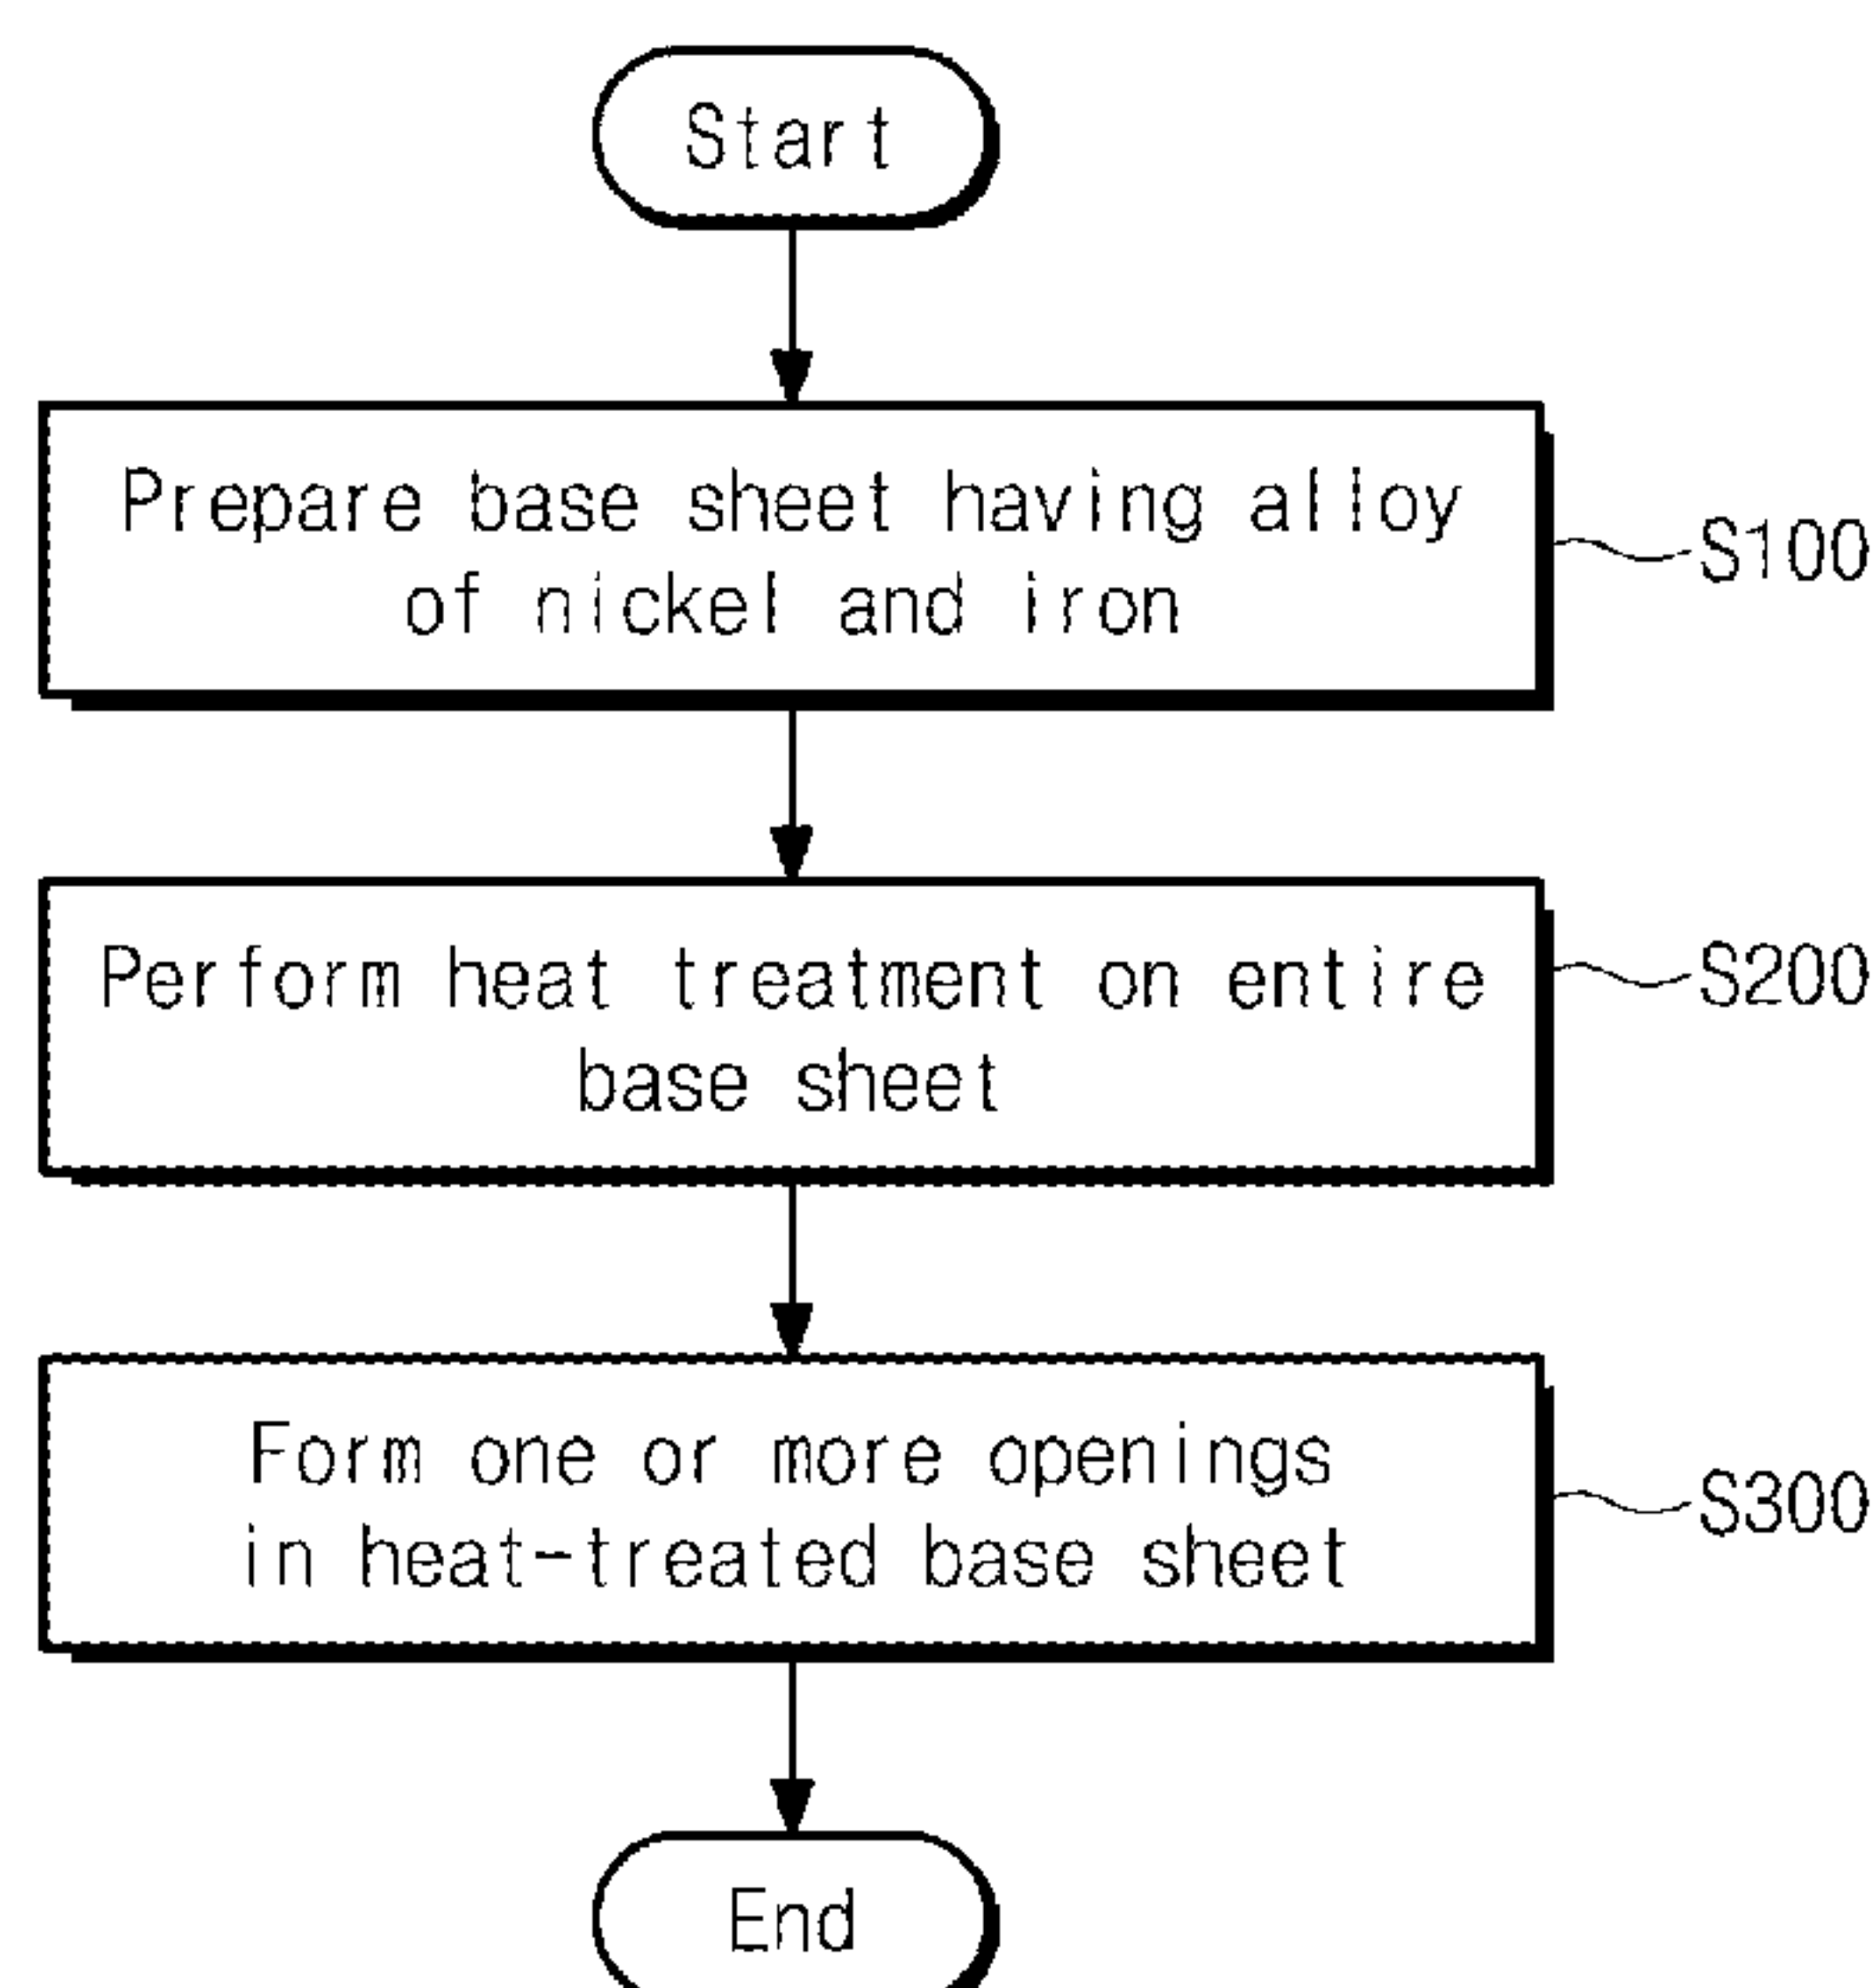 Start
Prepare base sheet having alloy
of nickel and iron
S100
Perform heat treatment on entire
base sheet
S200
Form one or more openings
in heat-treated base sheet
S300
End